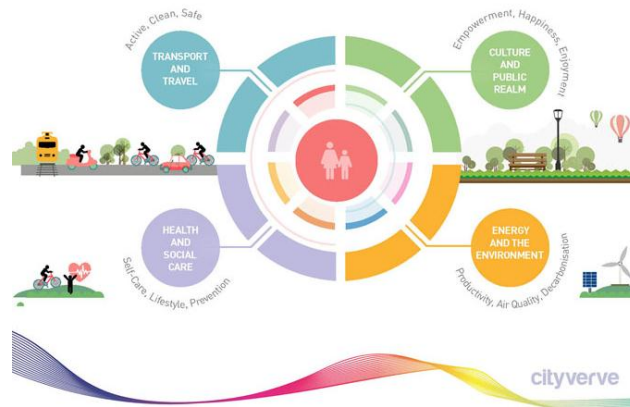 Active, Clean, Safe
TRANSPORT
AND
TRAVEL
Empowerment, Happiness, Enjoyment
CULTURE
AND PUBLIC
REALM
HEALTH
AND
SOCIAL
CARE
Self-Care, Lifestyle, Prevention
ENERGY
AND THE
ENVIRONMENT
Productivity, Air Quality, Decarbonisation
cityverve